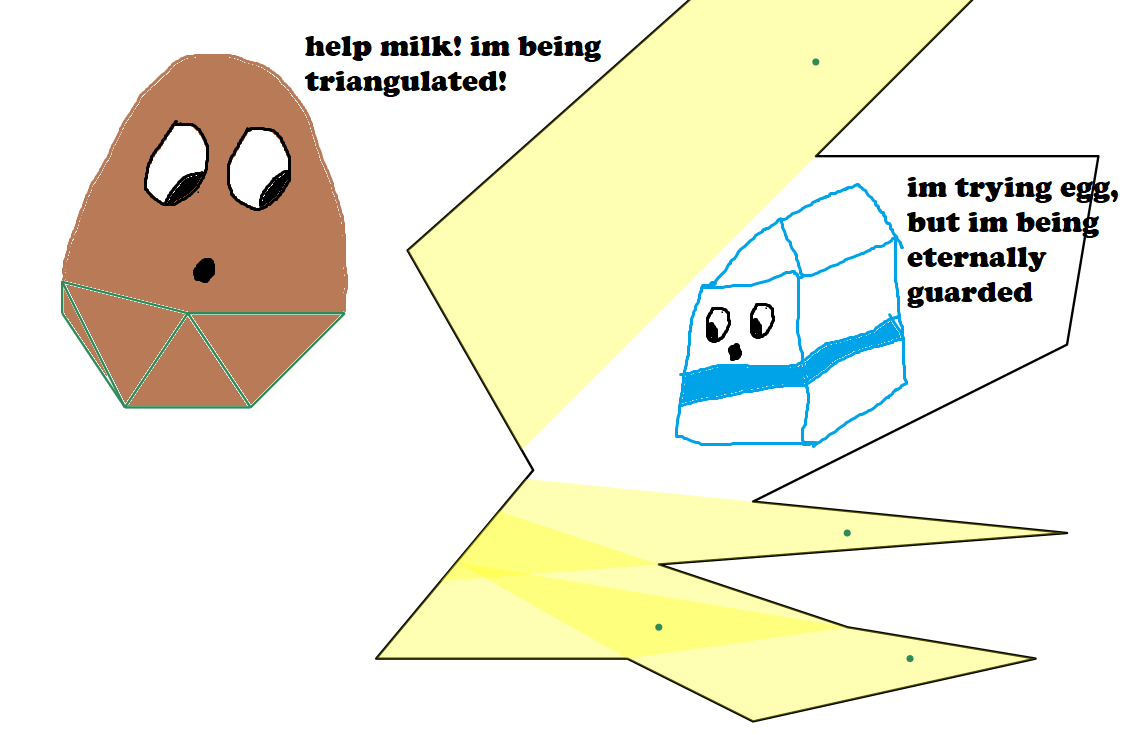 help milk! im being
triangulated!
im trying egg,
but im being
eternally
guarded